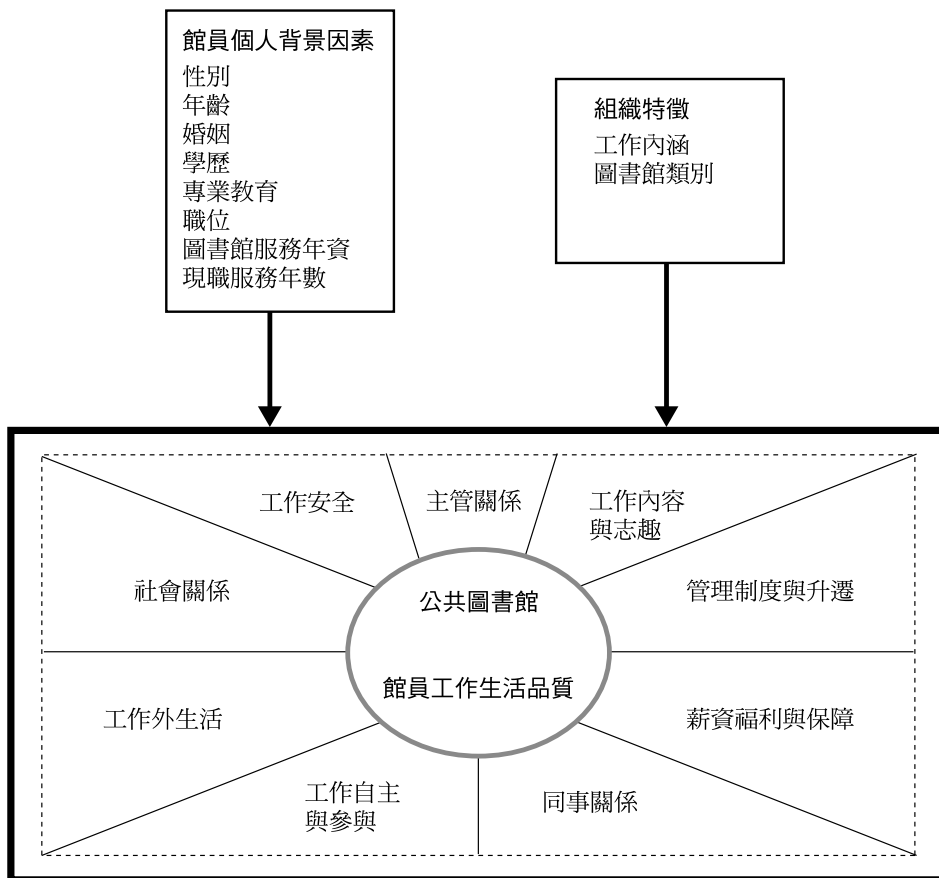 館員個人背景因素
性別
年齡
婚姻
學歷
專業教育
職位
圖書館服務年資
現職服務年數
組織特徵
工作內涵
圖書館類別
工作安全
主管關係
工作內容
與志趣
社會關係
管理制度與升遷
公共圖書館
館員工作生活品質
工作外生活
薪資福利與保障
工作自主
與參與
同事關係